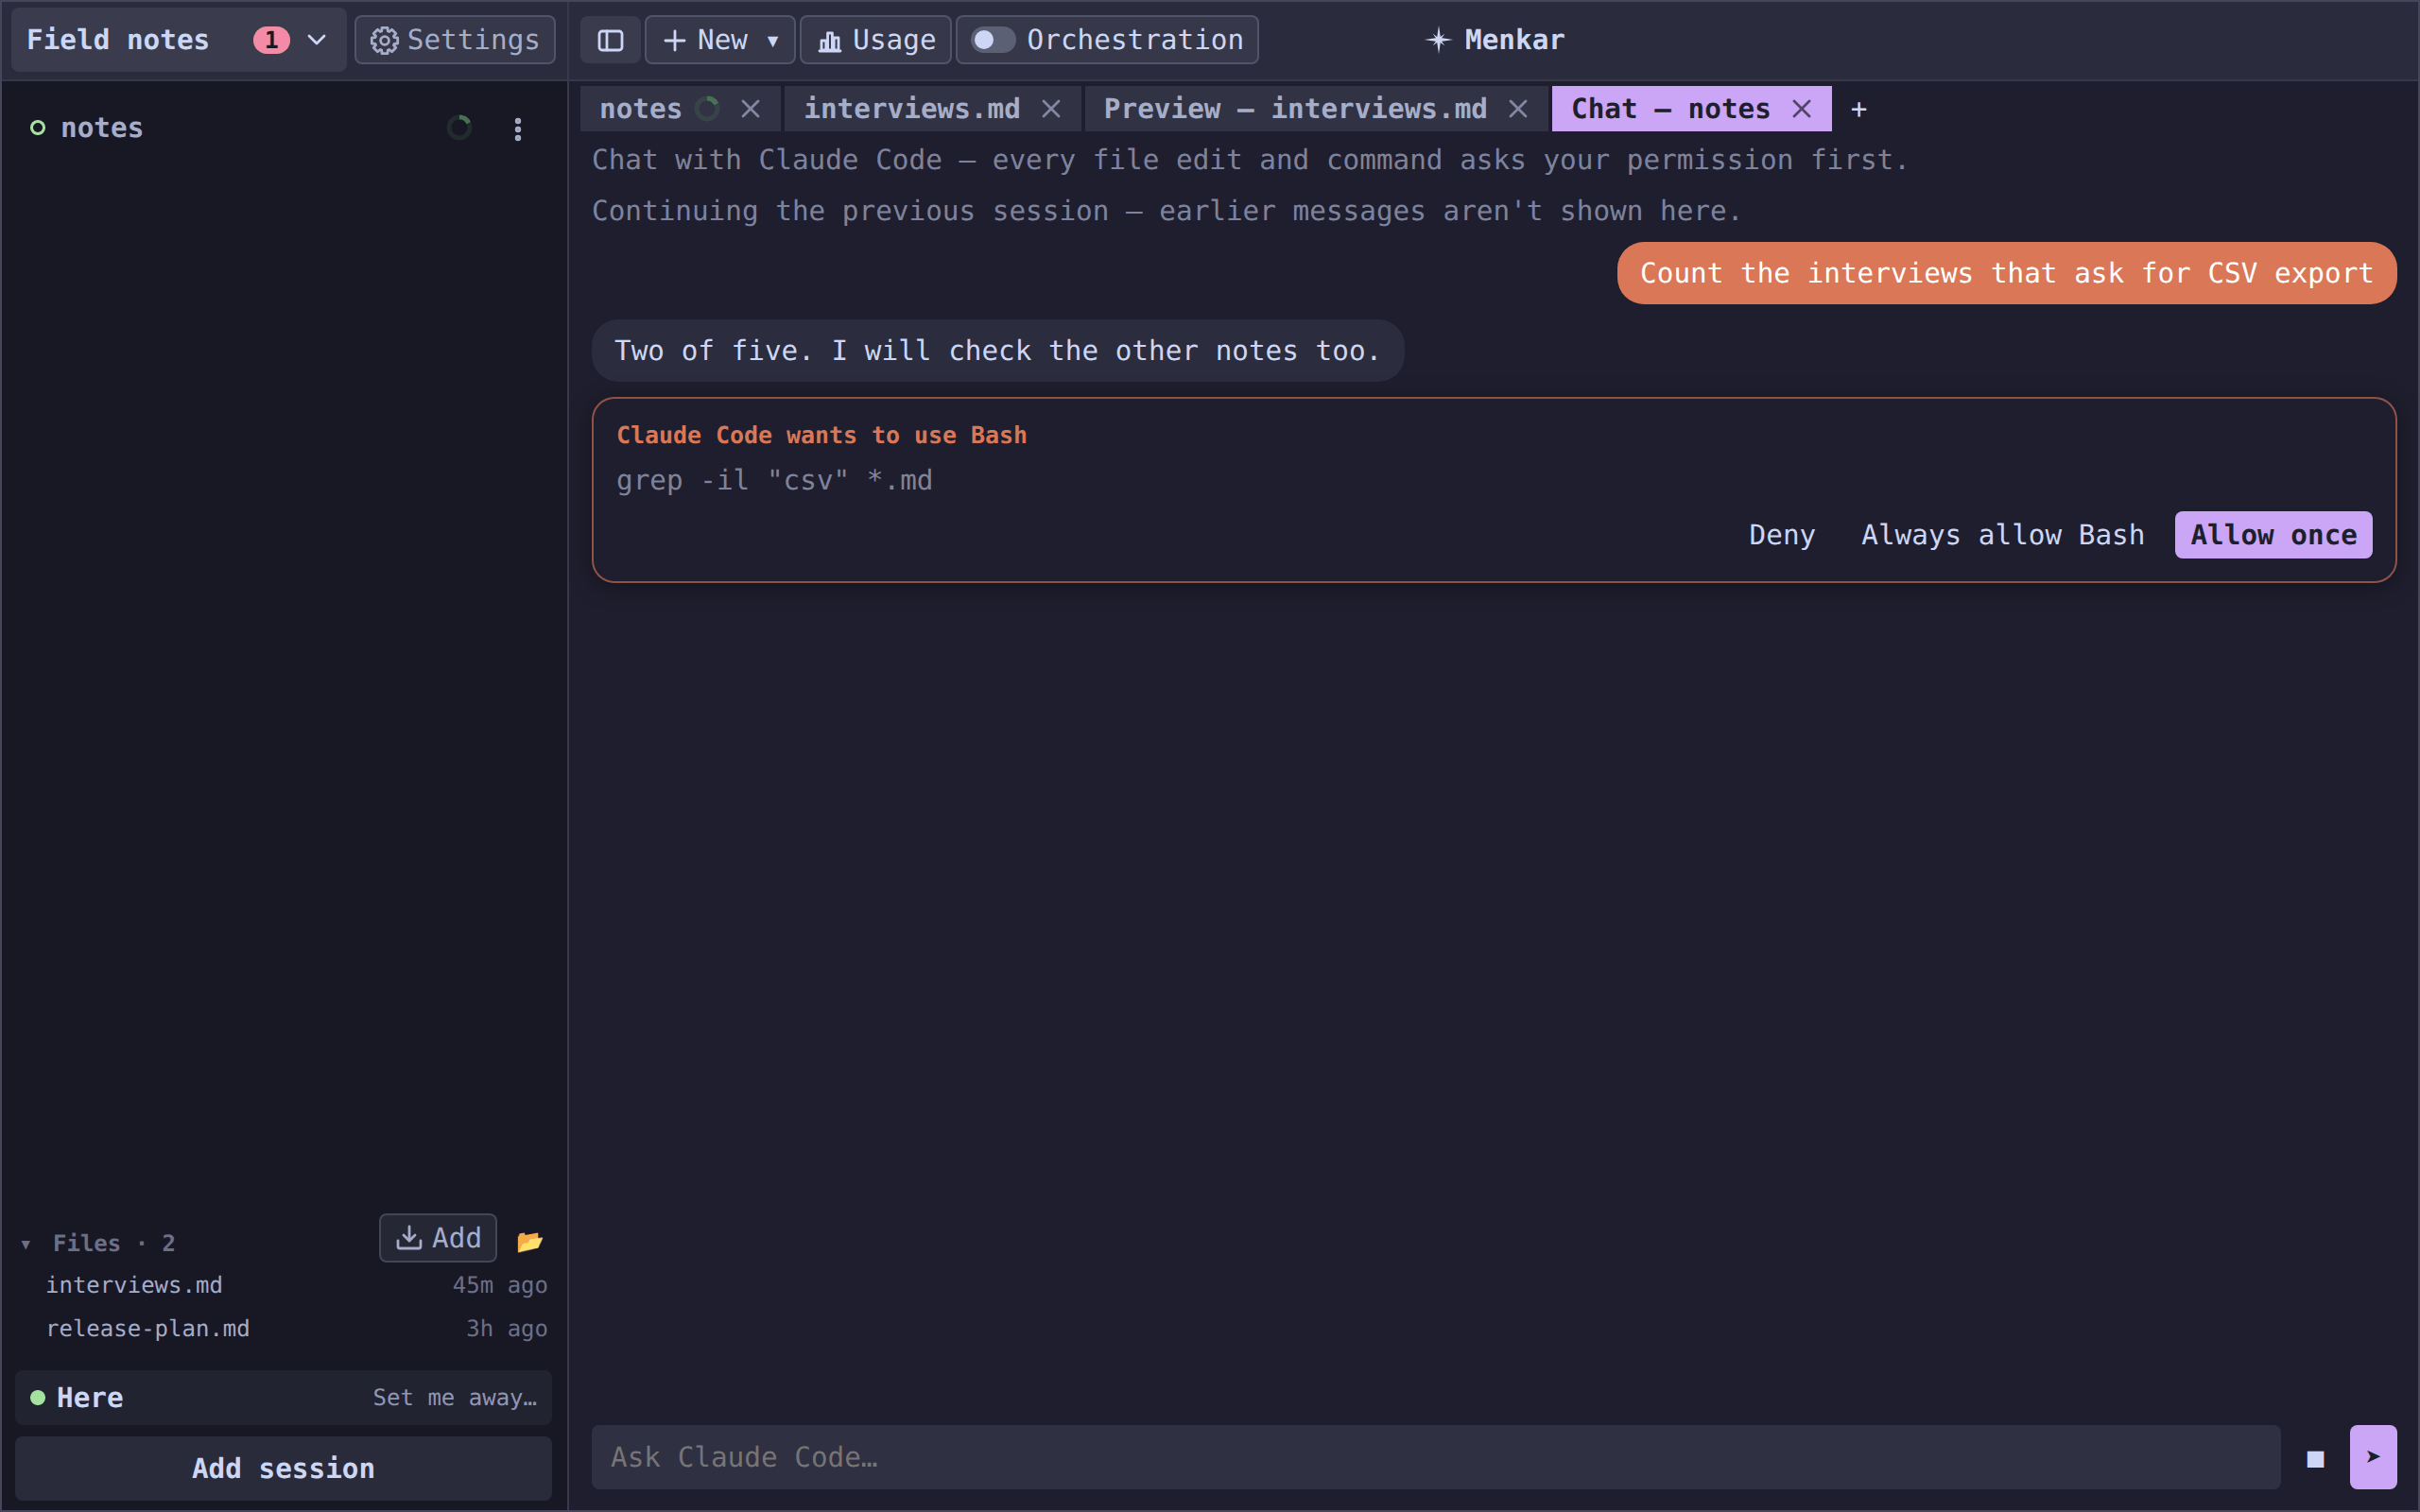 Field notes 1 Settings
New Usage Orchestration Menkar
notes
notes interviews.md Preview — interviews.md Chat — notes +
Chat with Claude Code — every file edit and command asks your permission first.
Continuing the previous session — earlier messages aren't shown here.
Count the interviews that ask for CSV export
Two of five. I will check the other notes too.
Claude Code wants to use Bash
grep -il "csv" *.md
Deny Always allow Bash Allow once
Files · 2 Add
interviews.md 45m ago
release-plan.md 3h ago
Here Set me away…
Add session
Ask Claude Code…